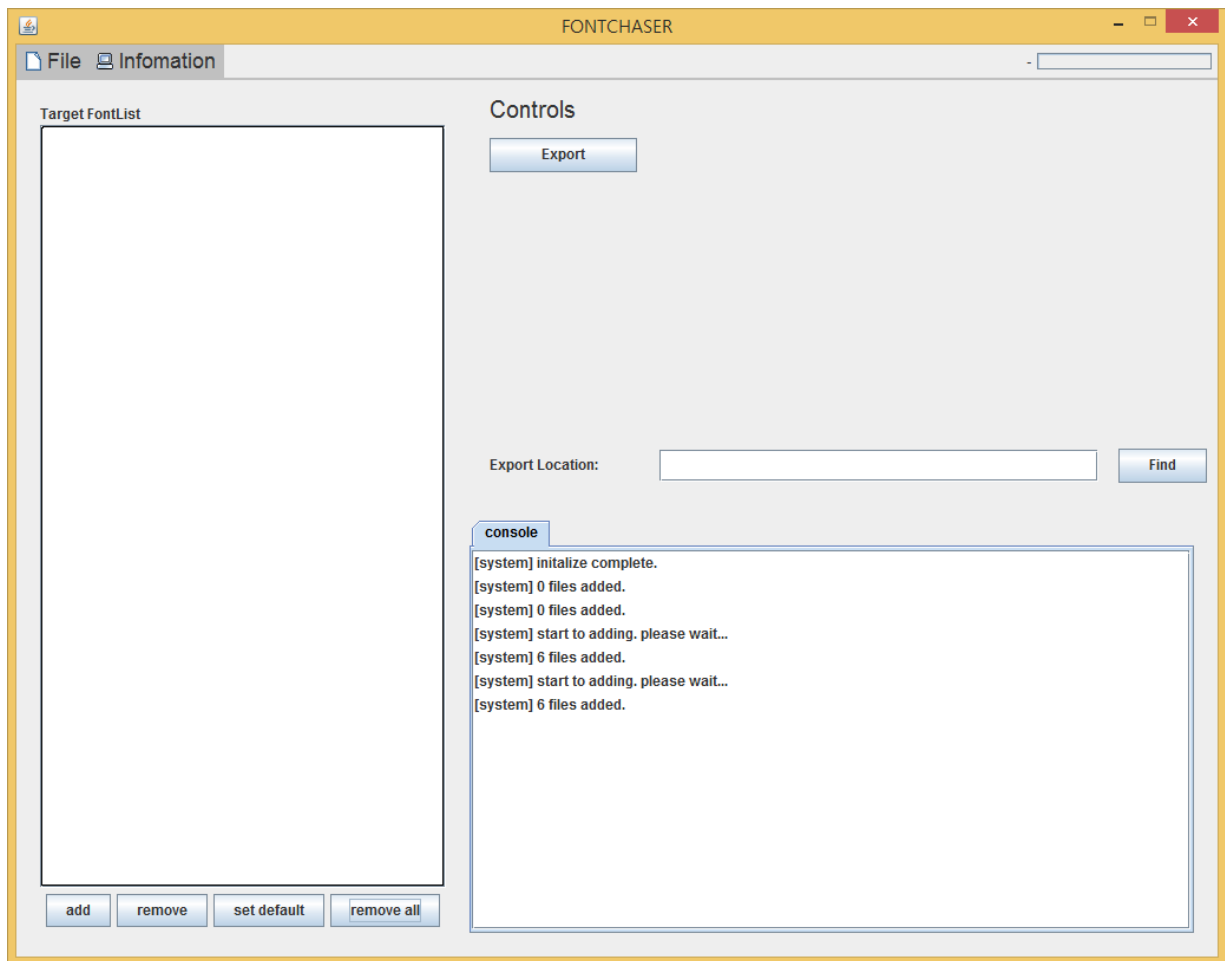 FONTCHASER
File Infomation
-
Target FontList
Controls
Export
Export Location:
Find
console
[system] initalize complete.
[system] 0 files added.
[system] 0 files added.
[system] start to adding. please wait...
[system] 6 files added.
[system] start to adding. please wait...
[system] 6 files added.
add remove set default remove all